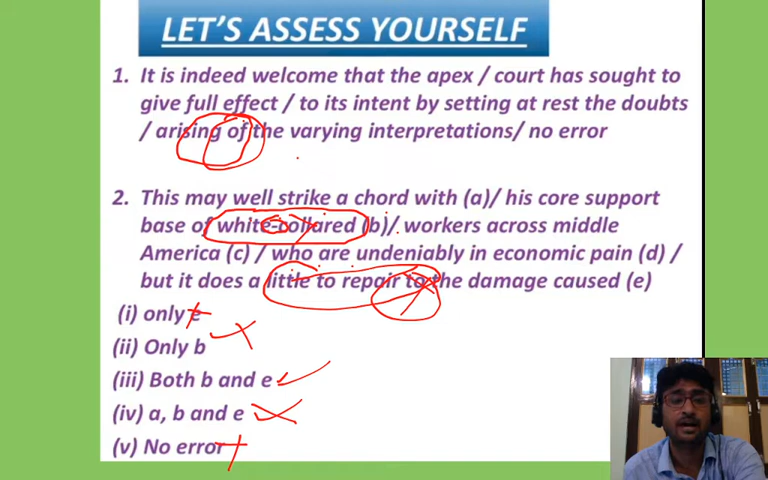 LET'S ASSESS YOURSELF
1. It is indeed welcome that the apex / court has sought to
give full effect / to its intent by setting at rest the doubts
/ arising of the varying interpretations/ no error
2. This may well strike a chord with (a)/ his core support
base of white-collared (b)/ workers across middle
America (c) / who are undeniably in economic pain (d) /
but it does a little to repair to the damage caused (e)
(i) only e
(ii) Only b
(iii) Both b and e
(iv) a, b and e
(v) No error